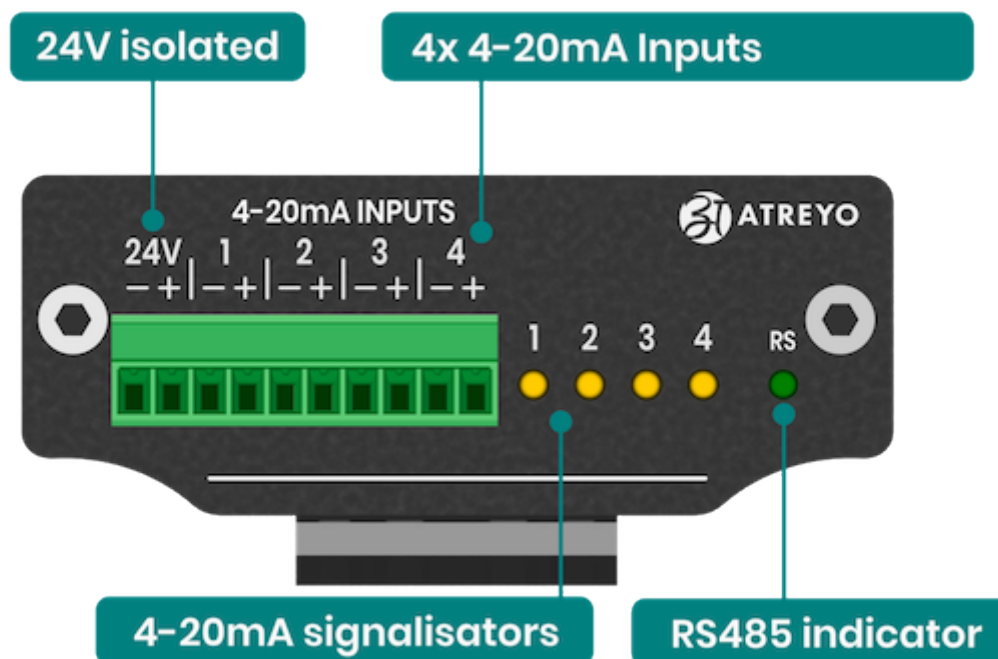 24V isolated
4x 4-20mA Inputs
4-20mA INPUTS
ATREYO
24V 1 2 3 4
- + | - + | - + | - + | - +
1 2 3 4 RS
4-20mA signalisators
RS485 indicator